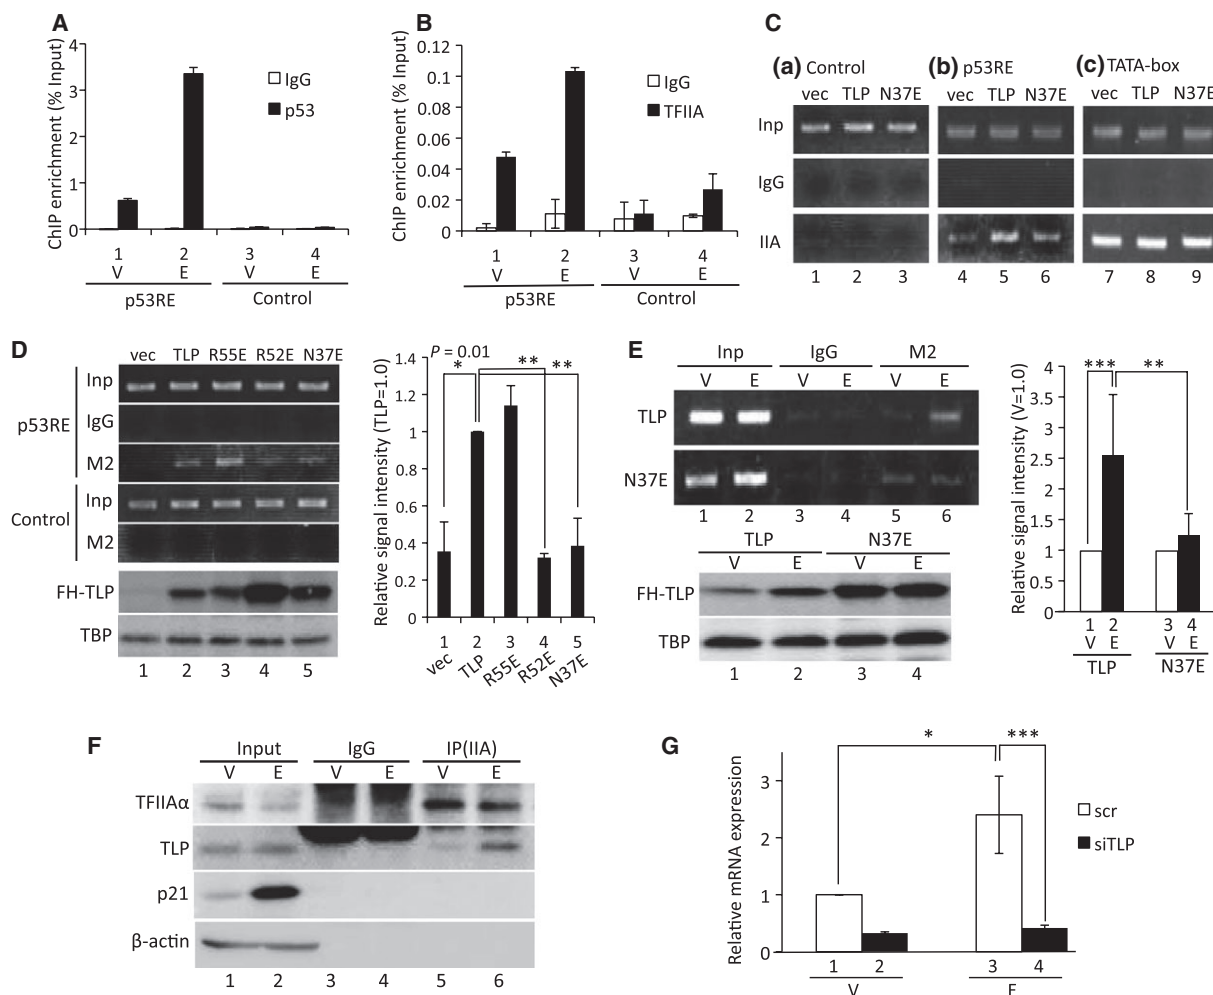 A
ChIP enrichment (% Input)
4
3
2
1
0
IgG
p53
1 2 3 4
V E V E
p53RE Control
B
ChIP enrichment (% Input)
0.12
0.1
0.08
0.06
0.04
0.02
0
IgG
TFIIA
1 2 3 4
V E V E
p53RE Control
C
(a) Control (b) p53RE (c) TATA-box
vec TLP N37E vec TLP N37E vec TLP N37E
Inp
IgG
IIA
1 2 3 4 5 6 7 8 9
D
vec TLP R55E R52E N37E
p53RE
Inp
IgG
M2
Control
Inp
M2
FH-TLP
TBP
1 2 3 4 5
Relative signal intensity (TLP=1.0)
1.4
1.2
1
0.8
0.6
0.4
0.2
0
P = 0.01
* ** **
1 2 3 4 5
vec TLP R55E R52E N37E
E
Inp IgG M2
V E V E V E
TLP
N37E
1 2 3 4 5 6
TLP N37E
V E V E
FH-TLP
TBP
1 2 3 4
Relative signal intensity (V=1.0)
4
3.5
3
2.5
2
1.5
1
0.5
0
*** **
1 2 3 4
V E V E
TLP N37E
F
Input IgG IP(IIA)
V E V E V E
TFIIAα
TLP
p21
β-actin
1 2 3 4 5 6
G
Relative mRNA expression
3
2
1
0
* ***
scr
siTLP
1 2 3 4
V E